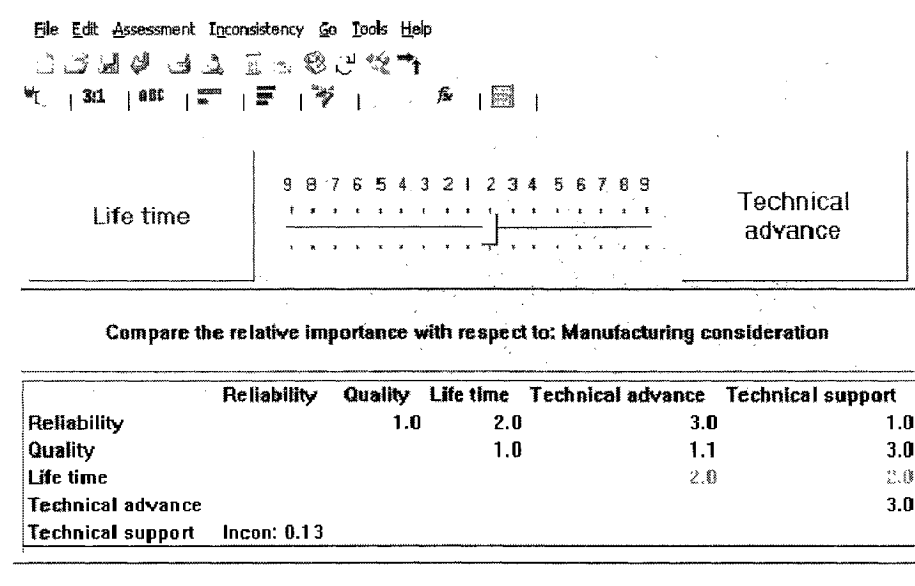 File Edit Assessment Inconsistency Go Tools Help
3:1 ABC
9 8 7 6 5 4 3 2 1 2 3 4 5 6 7 8 9
Life time
Technical
advance
Compare the relative importance with respect to: Manufacturing consideration
Reliability Quality Life time Technical advance Technical support
Reliability 1.0 2.0 3.0 1.0
Quality 1.0 1.1 3.0
Life time 2.0 2.0
Technical advance 3.0
Technical support Incon: 0.13